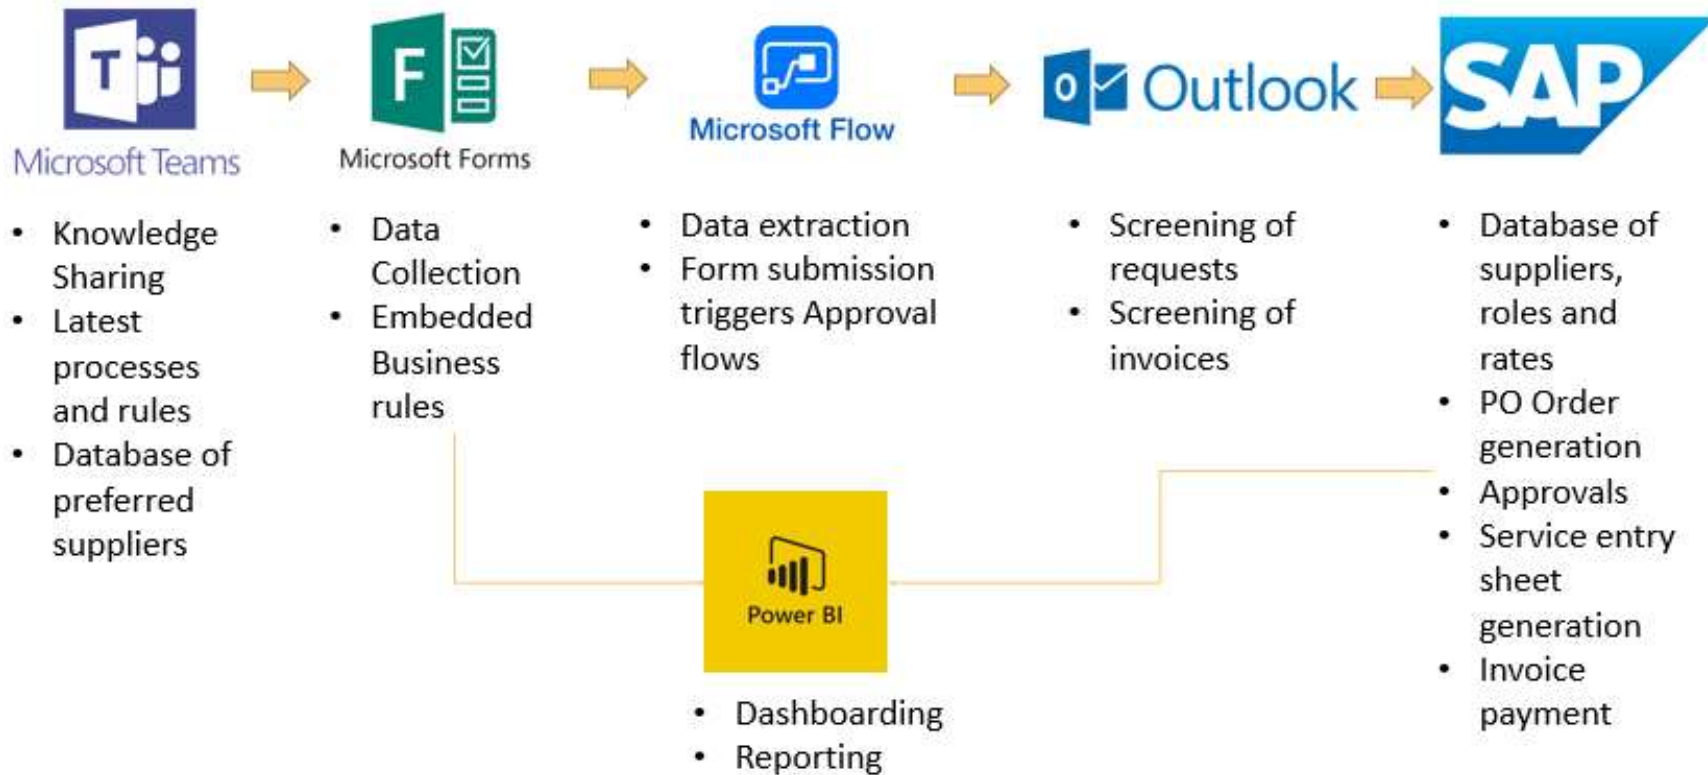 Microsoft Teams
• Knowledge
Sharing
• Latest
processes
and rules
• Database of
preferred
suppliers
F
Microsoft Forms
• Data
Collection
• Embedded
Business
rules
Microsoft Flow
• Data extraction
• Form submission
triggers Approval
flows
Outlook
• Screening of
requests
• Screening of
invoices
SAP
• Database of
suppliers,
roles and
rates
• PO Order
generation
• Approvals
• Service entry
sheet
generation
• Invoice
payment
Power BI
• Dashboarding
• Reporting